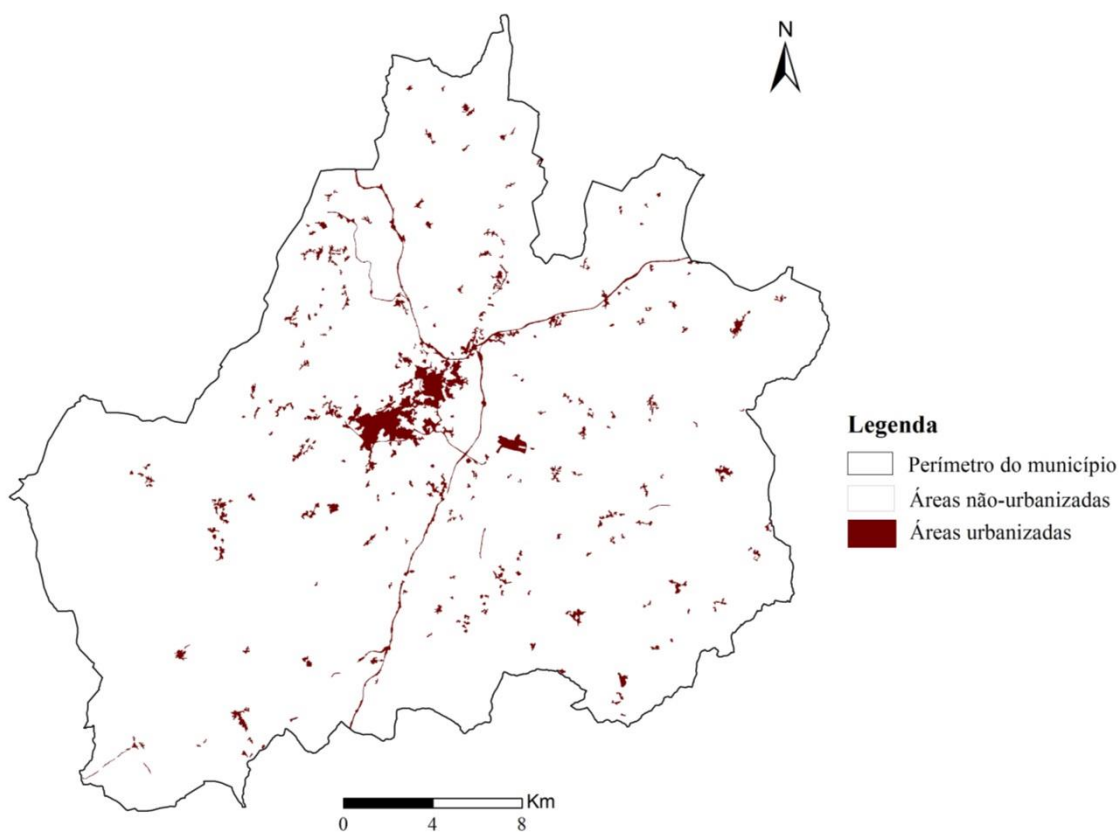 N
Legenda
Perímetro do município
Áreas não-urbanizadas
Áreas urbanizadas
Km
0 4 8